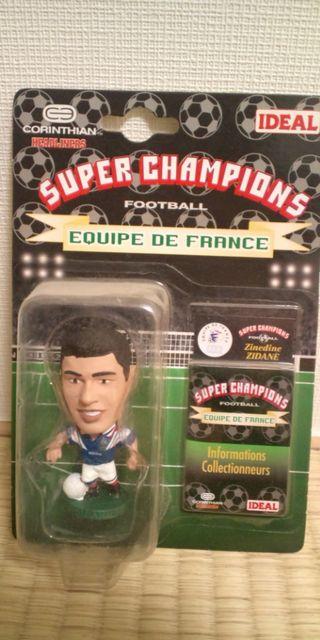 CORINTHIAN
HEADLINERS
IDEAL
SUPER CHAMPIONS
FOOTBALL
EQUIPE DE FRANCE
SUPER CHAMPIONS
FOOTBALL
Zinedine
ZIDANE
SUPER CHAMPIONS
FOOTBALL
EQUIPE DE FRANCE
Informations
Collectionneurs
CORINTHIAN
IDEAL